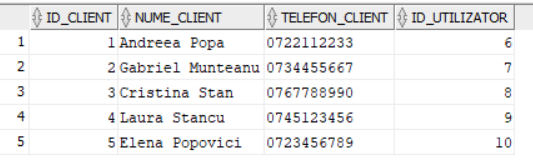 ID_CLIENT NUME_CLIENT TELEFON_CLIENT ID_UTILIZATOR
1 1 Andreea Popa 0722112233 6
2 2 Gabriel Munteanu 0734455667 7
3 3 Cristina Stan 0767788990 8
4 4 Laura Stancu 0745123456 9
5 5 Elena Popovici 0723456789 10